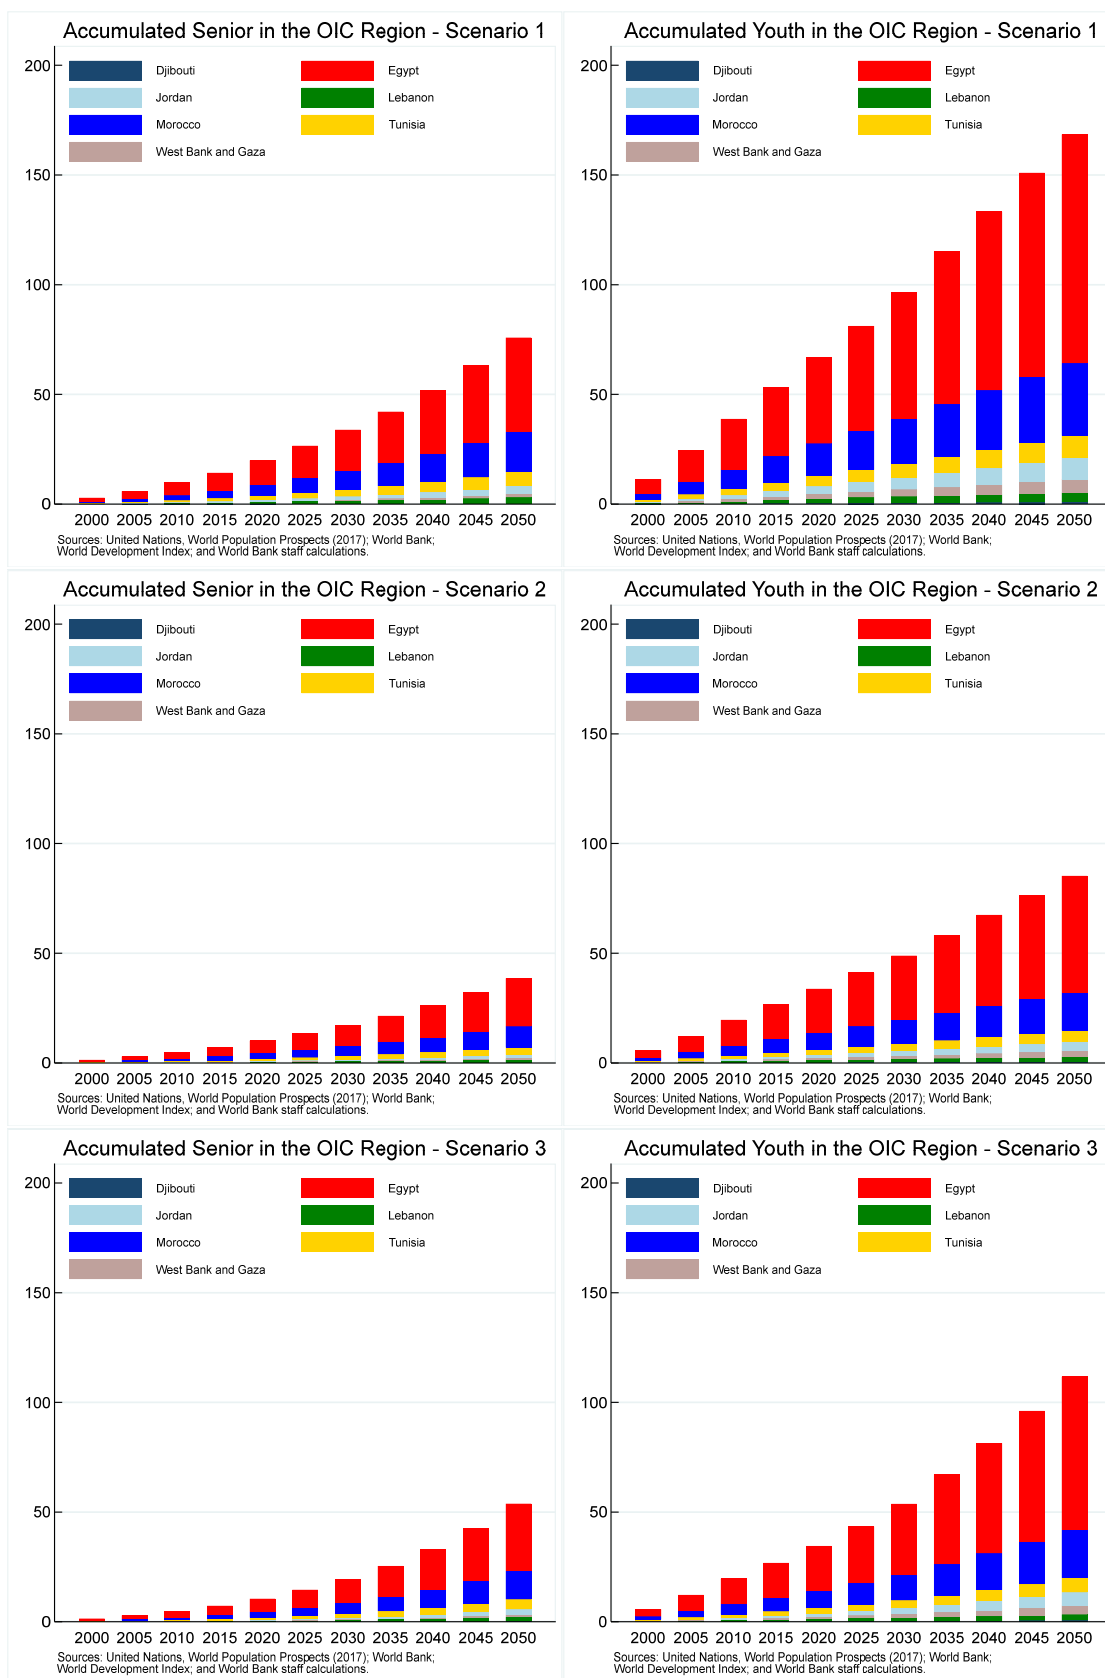 Accumulated Senior in the OIC Region - Scenario 1
200
150
100
50
0
Djibouti
Egypt
Jordan
Lebanon
Morocco
Tunisia
West Bank and Gaza
2000 2005 2010 2015 2020 2025 2030 2035 2040 2045 2050
Sources: United Nations, World Population Prospects (2017); World Bank;
World Development Index; and World Bank staff calculations.
Accumulated Youth in the OIC Region - Scenario 1
200
150
100
50
0
Djibouti
Egypt
Jordan
Lebanon
Morocco
Tunisia
West Bank and Gaza
2000 2005 2010 2015 2020 2025 2030 2035 2040 2045 2050
Sources: United Nations, World Population Prospects (2017); World Bank;
World Development Index; and World Bank staff calculations.
Accumulated Senior in the OIC Region - Scenario 2
200
150
100
50
0
Djibouti
Egypt
Jordan
Lebanon
Morocco
Tunisia
West Bank and Gaza
2000 2005 2010 2015 2020 2025 2030 2035 2040 2045 2050
Sources: United Nations, World Population Prospects (2017); World Bank;
World Development Index; and World Bank staff calculations.
Accumulated Youth in the OIC Region - Scenario 2
200
150
100
50
0
Djibouti
Egypt
Jordan
Lebanon
Morocco
Tunisia
West Bank and Gaza
2000 2005 2010 2015 2020 2025 2030 2035 2040 2045 2050
Sources: United Nations, World Population Prospects (2017); World Bank;
World Development Index; and World Bank staff calculations.
Accumulated Senior in the OIC Region - Scenario 3
200
150
100
50
0
Djibouti
Egypt
Jordan
Lebanon
Morocco
Tunisia
West Bank and Gaza
2000 2005 2010 2015 2020 2025 2030 2035 2040 2045 2050
Sources: United Nations, World Population Prospects (2017); World Bank;
World Development Index; and World Bank staff calculations.
Accumulated Youth in the OIC Region - Scenario 3
200
150
100
50
0
Djibouti
Egypt
Jordan
Lebanon
Morocco
Tunisia
West Bank and Gaza
2000 2005 2010 2015 2020 2025 2030 2035 2040 2045 2050
Sources: United Nations, World Population Prospects (2017); World Bank;
World Development Index; and World Bank staff calculations.